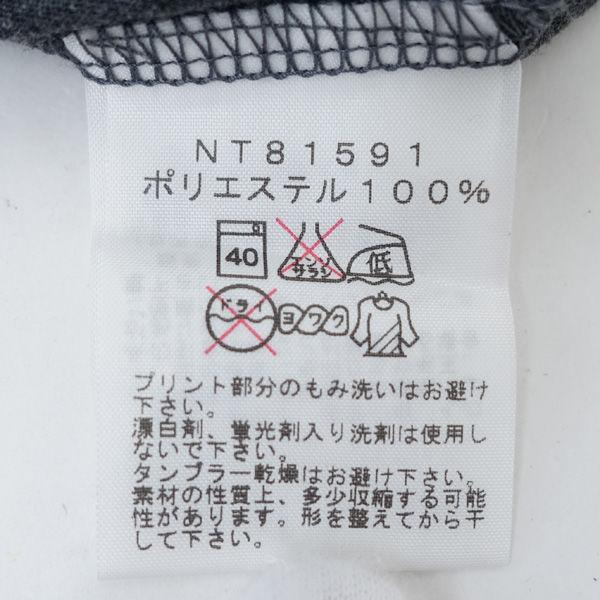 NT81591
ポリエステル100%
40 エンソサラシ 低
ドライ ヨワク
プリント部分のもみ洗いはお避け
下さい。
漂白剤、蛍光剤入り洗剤は使用し
ないで下さい。
タンブラー乾燥はお避け下さい。
素材の性質上、多少収縮する可能
性があります。形を整えてから干
して下さい。